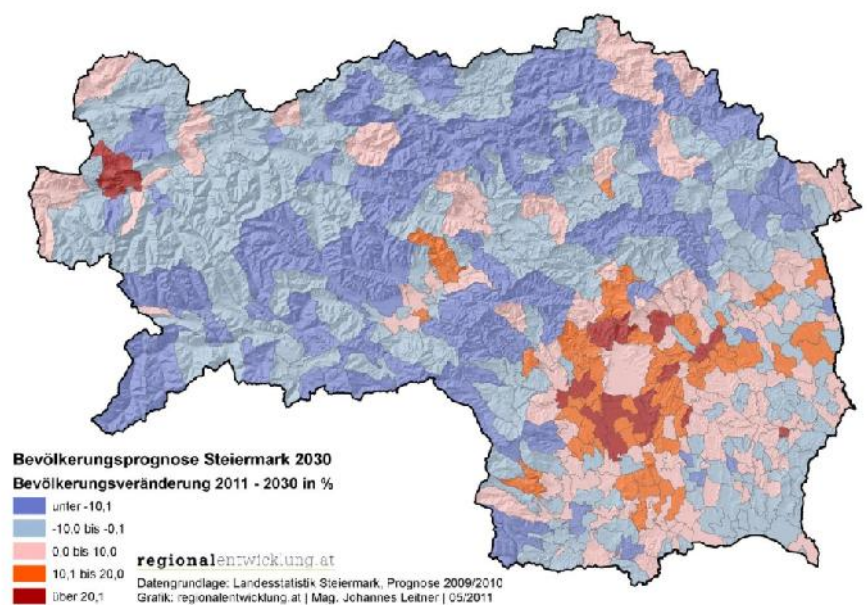 Bevölkerungsprognose Steiermark 2030
Bevölkerungsveränderung 2011 - 2030 in %
unter -10,1
-10,0 bis -0,1
0,0 bis 10,0
10,1 bis 20,0
über 20,1
regionalentwicklung.at
Datengrundlage: Landesstatistik Steiermark, Prognose 2009/2010
Grafik: regionalentwicklung.at | Mag. Johannes Leitner | 05/2011